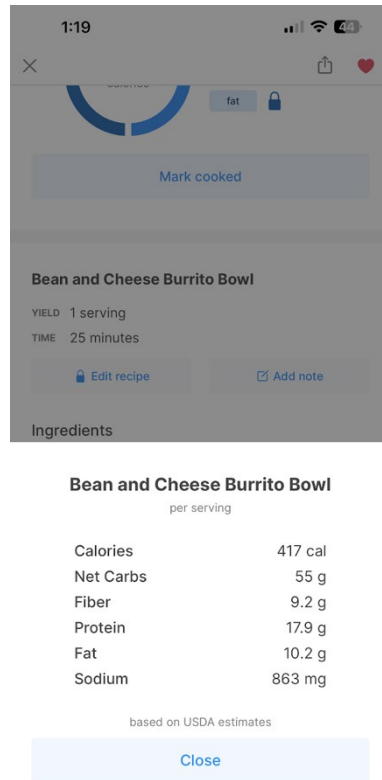 1:19
44
fat
Mark cooked
Bean and Cheese Burrito Bowl
YIELD 1 serving
TIME 25 minutes
Edit recipe
Add note
Ingredients
Bean and Cheese Burrito Bowl
per serving
Calories 417 cal
Net Carbs 55 g
Fiber 9.2 g
Protein 17.9 g
Fat 10.2 g
Sodium 863 mg
based on USDA estimates
Close